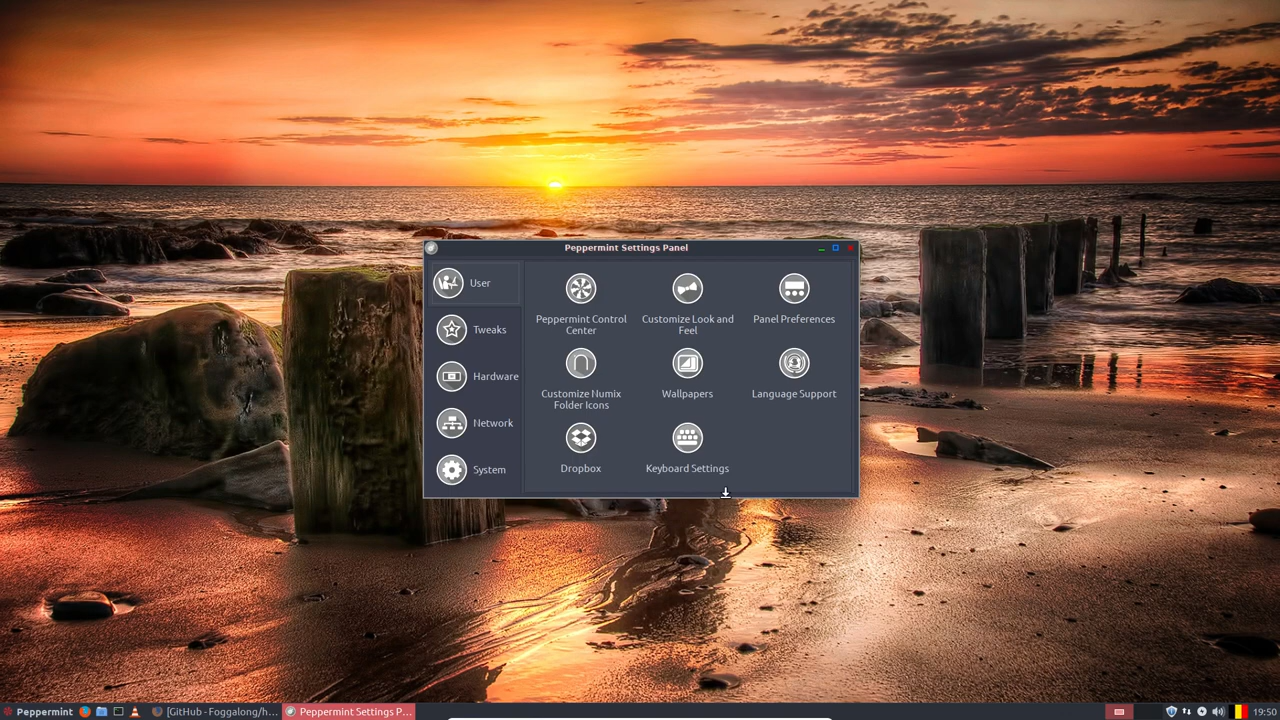 Peppermint Settings Panel
User
Tweaks
Hardware
Network
System
Peppermint Control
Center
Customize Look and
Feel
Panel Preferences
Customize Numix
Folder Icons
Wallpapers
Language Support
Dropbox
Keyboard Settings
Peppermint
[GitHub - Foggalong/h...
Peppermint Settings P...
19:50